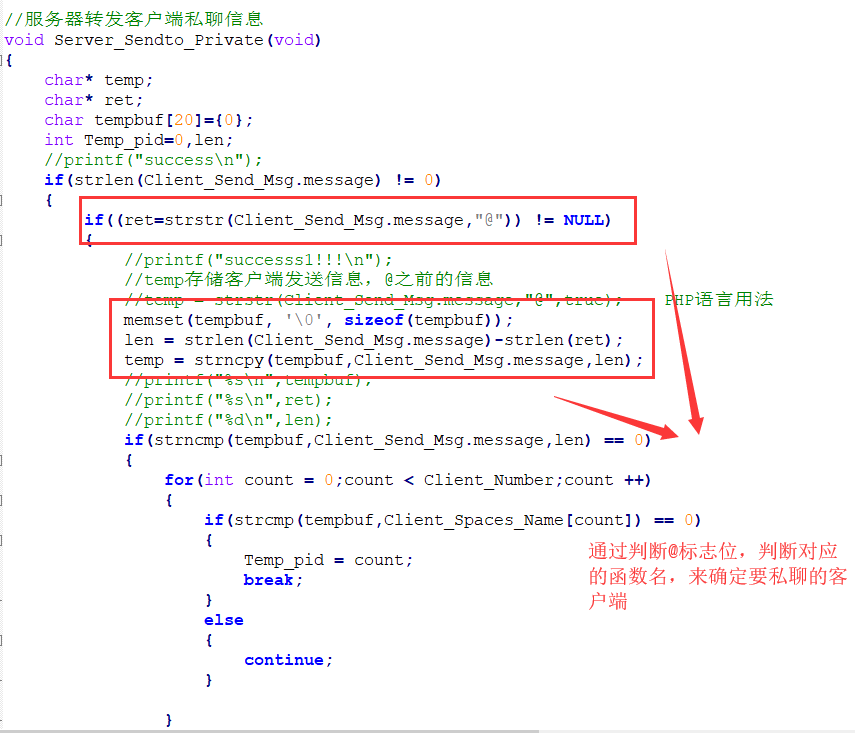 //服务器转发客户端私聊信息
void Server_Sendto_Private(void)
{
    char* temp;
    char* ret;
    char tempbuf[20]={0};
    int Temp_pid=0,len;
    //printf("success\n");
    if(strlen(Client_Send_Msg.message) != 0)
    {
        if((ret=strstr(Client_Send_Msg.message,"@")) != NULL)
        {
            //printf("successs1!!!\n");
            //temp存储客户端发送信息，@之前的信息
            //temp = strstr(Client_Send_Msg.message,"@",true);    PHP语言用法
            memset(tempbuf, '\0', sizeof(tempbuf));
            len = strlen(Client_Send_Msg.message)-strlen(ret);
            temp = strncpy(tempbuf,Client_Send_Msg.message,len);
            //printf("%s\n",tempbuf);
            //printf("%s\n",ret);
            //printf("%d\n",len);
            if(strncmp(tempbuf,Client_Send_Msg.message,len) == 0)
            {
                for(int count = 0;count < Client_Number;count ++)
                {
                    if(strcmp(tempbuf,Client_Spaces_Name[count]) == 0)
                    {
                        Temp_pid = count;
                        break;
                    }
                    else
                    {
                        continue;
                    }
                }
通过判断@标志位，判断对应
的函数名，来确定要私聊的客
户端